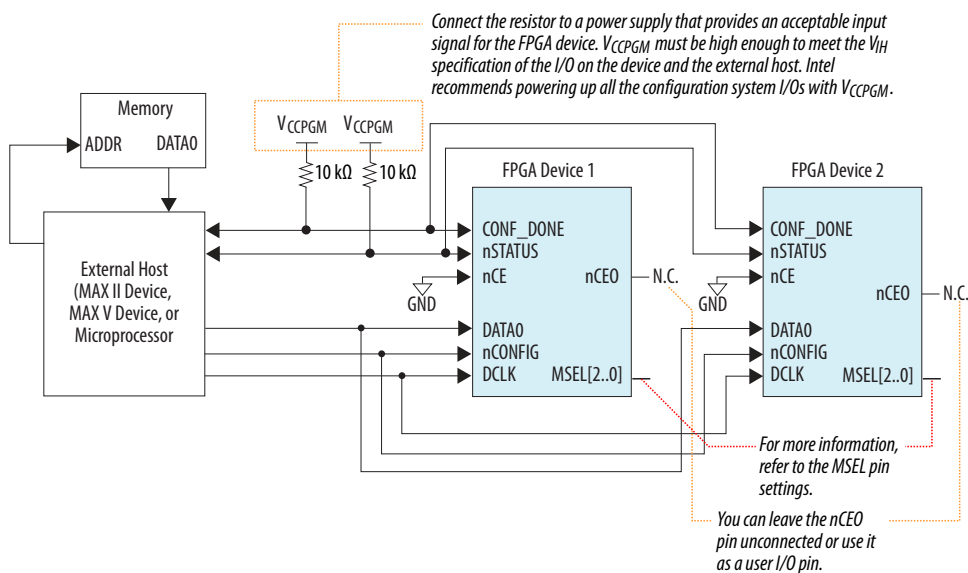 Connect the resistor to a power supply that provides an acceptable input
signal for the FPGA device. VCCPGM must be high enough to meet the VIH
specification of the I/O on the device and the external host. Intel
recommends powering up all the configuration system I/Os with VCCPGM.
Memory
ADDR DATA0
VCCPGM VCCPGM
10 kΩ 10 kΩ
External Host
(MAX II Device,
MAX V Device, or
Microprocessor
FPGA Device 1
CONF_DONE
nSTATUS
nCE
nCEO
N.C.
GND
DATA0
nCONFIG
DCLK
MSEL[2..0]
FPGA Device 2
CONF_DONE
nSTATUS
nCE
nCEO
N.C.
GND
DATA0
nCONFIG
DCLK
MSEL[2..0]
For more information,
refer to the MSEL pin
settings.
You can leave the nCEO
pin unconnected or use it
as a user I/O pin.